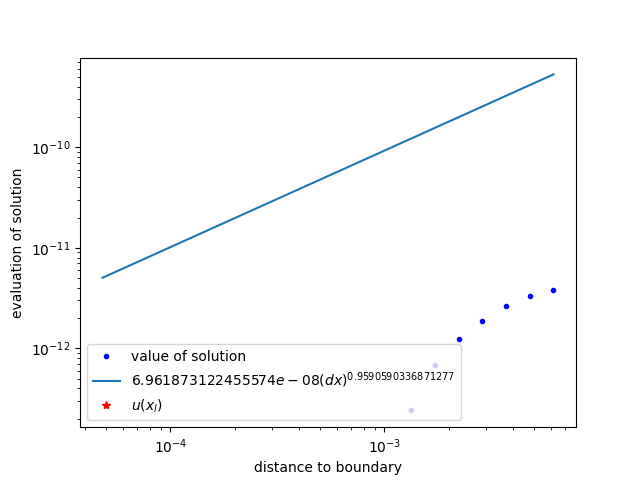 evaluation of solution
10⁻¹⁰
10⁻¹¹
10⁻¹²
value of solution
6.961873122455574e − 08(dx)^0.9590590336871277
u(x_l)
10⁻⁴ 10⁻³
distance to boundary